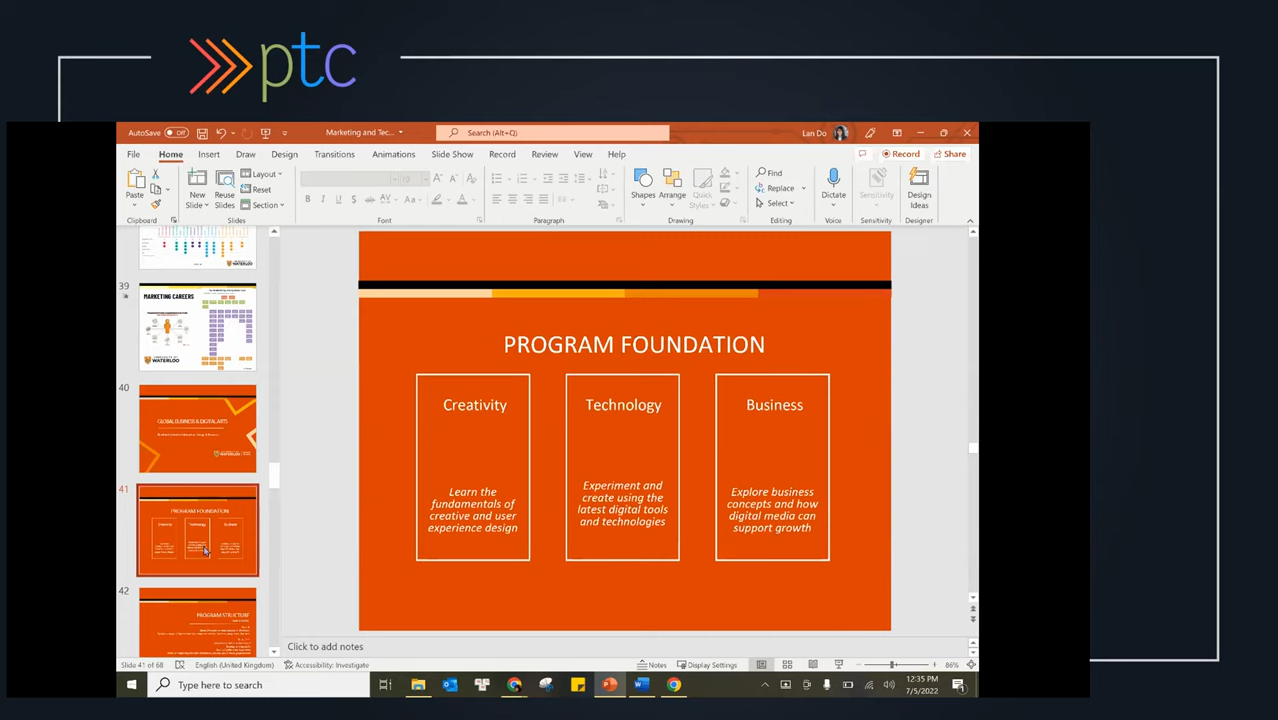 ptc
AutoSave Off
Marketing and Tec...
Search (Alt+Q)
Lan Do
File Home Insert Draw Design Transitions Animations Slide Show Record Review View Help
Record Share
Paste
New Slide
Reuse Slides
Layout
Reset
Section
Shapes
Arrange
Quick Styles
Find
Replace
Select
Dictate
Sensitivity
Design Ideas
Clipboard Slides Font Paragraph Drawing Editing Voice Sensitivity Designer
39
MARKETING CAREERS
UNIVERSITY OF
WATERLOO
40
GLOBAL BUSINESS & DIGITAL ARTS
41
PROGRAM FOUNDATION
Creativity Technology Business
42
PROGRAM STRUCTURE
PROGRAM FOUNDATION
Creativity
Learn the
fundamentals of
creative and user
experience design
Technology
Experiment and
create using the
latest digital tools
and technologies
Business
Explore business
concepts and how
digital media can
support growth
Click to add notes
Slide 41 of 68 English (United Kingdom) Accessibility: Investigate Notes Display Settings 86%
Type here to search
12:35 PM
7/5/2022